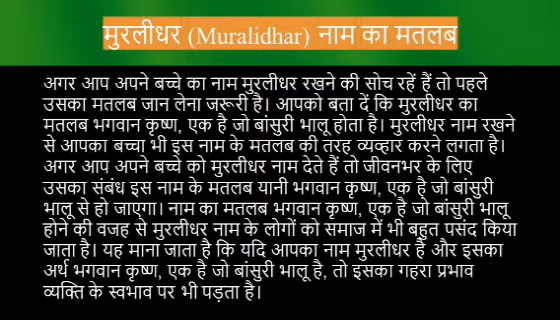 मुरलीधर (Muralidhar) नाम का मतलब
अगर आप अपने बच्चे का नाम मुरलीधर रखने की सोच रहें हैं तो पहले
उसका मतलब जान लेना जरूरी है। आपको बता दें कि मुरलीधर का
मतलब भगवान कृष्ण, एक है जो बांसुरी भालू होता है। मुरलीधर नाम रखने
से आपका बच्चा भी इस नाम के मतलब की तरह व्यव्हार करने लगता है।
अगर आप अपने बच्चे को मुरलीधर नाम देते हैं तो जीवनभर के लिए
उसका संबंध इस नाम के मतलब यानी भगवान कृष्ण, एक है जो बांसुरी
भालू से हो जाएगा। नाम का मतलब भगवान कृष्ण, एक है जो बांसुरी भालू
होने की वजह से मुरलीधर नाम के लोगों को समाज में भी बहुत पसंद किया
जाता है। यह माना जाता है कि यदि आपका नाम मुरलीधर है और इसका
अर्थ भगवान कृष्ण, एक है जो बांसुरी भालू है, तो इसका गहरा प्रभाव
व्यक्ति के स्वभाव पर भी पड़ता है।